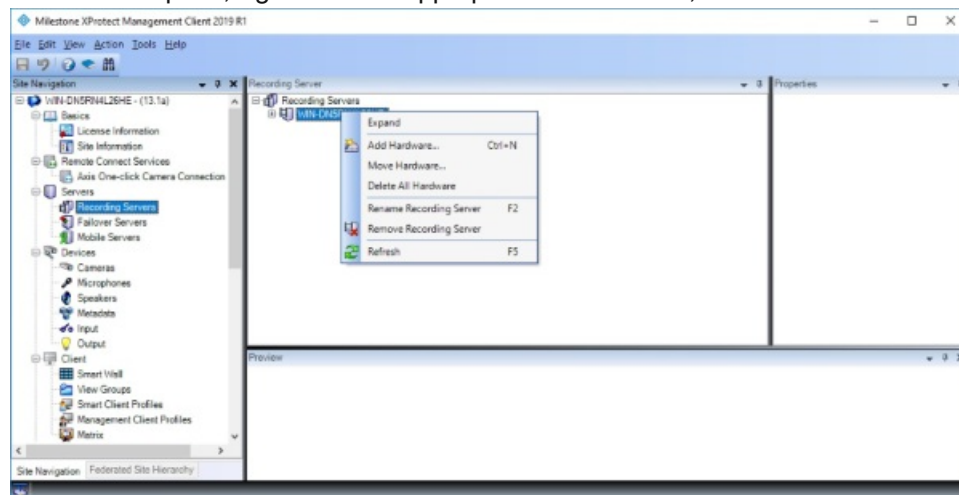 Milestone XProtect Management Client 2019 R1
File Edit View Action Tools Help
Site Navigation
WIN-DN5RN4L26HE - (13.1a)
Basics
License Information
Site Information
Remote Connect Services
Axis One-click Camera Connection
Servers
Recording Servers
Failover Servers
Mobile Servers
Devices
Cameras
Microphones
Speakers
Metadata
Input
Output
Client
Smart Wall
View Groups
Smart Client Profiles
Management Client Profiles
Matrix
Site Navigation Federated Site Hierarchy
Recording Server
Recording Servers
WIN-DN5
Expand
Add Hardware... Ctrl+N
Move Hardware...
Delete All Hardware
Rename Recording Server F2
Remove Recording Server
Refresh F5
Properties
Preview